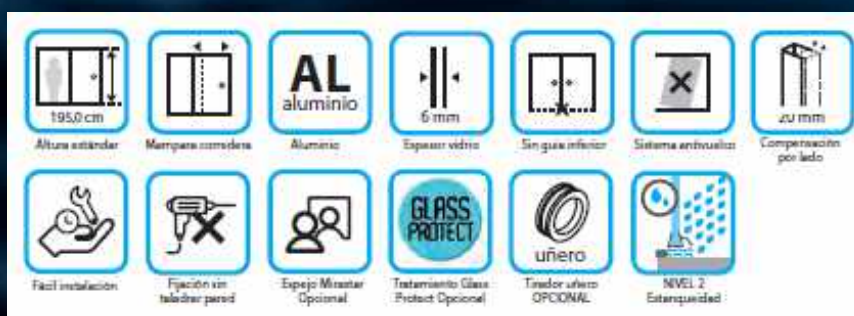 195,0 cm
AL
aluminio
6 mm
20 mm
Altura estándar
Mampara corredera
Aluminio
Espesor vidrio
Sin guía inferior
Sistema antivuelco
Compensación
por lado
GLASS
PROTECT
uñero
Fácil instalación
Fijación sin
taladrar pared
Espejo Mirastar
Opcional
Tratamiento Glass
Protect Opcional
Tirador uñero
OPCIONAL
NIVEL 2
Estanqueidad